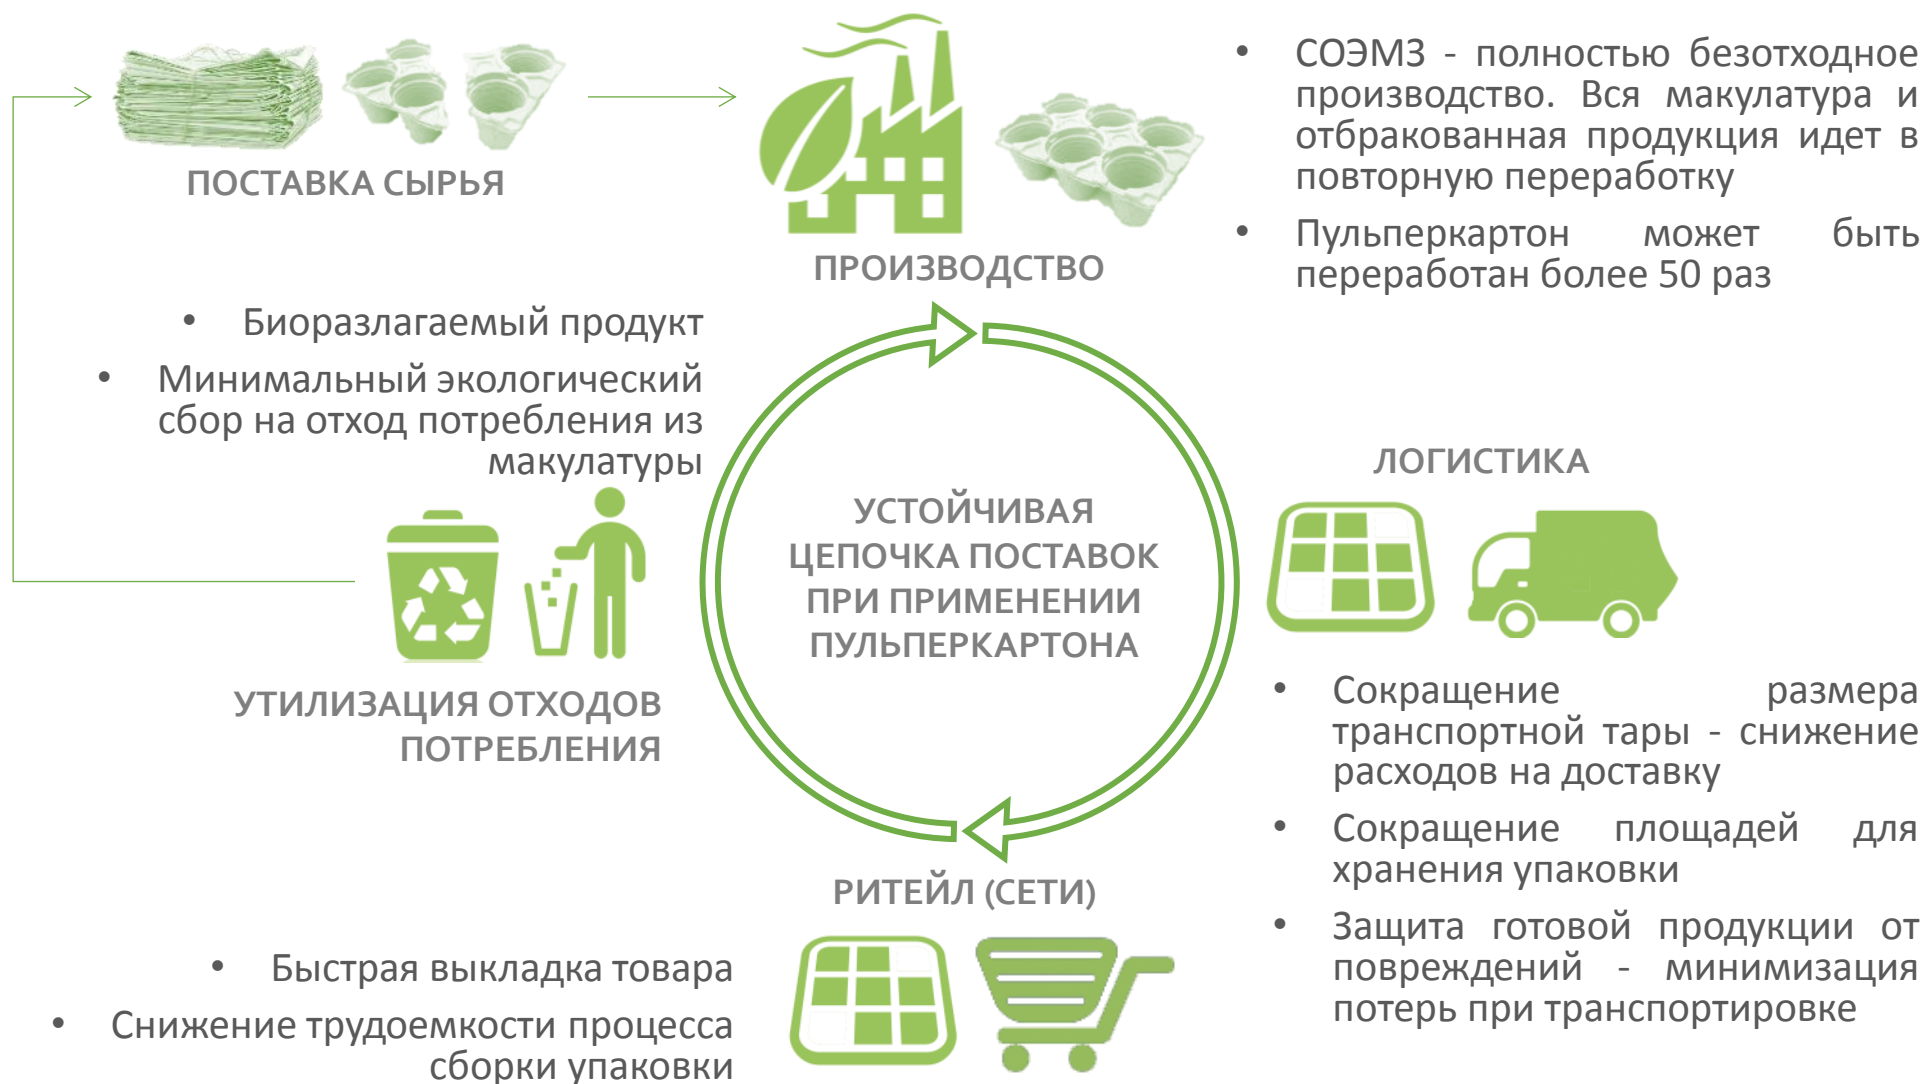 ПОСТАВКА СЫРЬЯ
ПРОИЗВОДСТВО
• СОЭМЗ - полностью безотходное
производство. Вся макулатура и
отбракованная продукция идет в
повторную переработку
• Пульперкартон может быть
переработан более 50 раз
• Биоразлагаемый продукт
• Минимальный экологический
сбор на отход потребления из
макулатуры
УТИЛИЗАЦИЯ ОТХОДОВ
ПОТРЕБЛЕНИЯ
УСТОЙЧИВАЯ
ЦЕПОЧКА ПОСТАВОК
ПРИ ПРИМЕНЕНИИ
ПУЛЬПЕРКАРТОНА
ЛОГИСТИКА
• Сокращение размера
транспортной тары - снижение
расходов на доставку
• Сокращение площадей для
хранения упаковки
• Защита готовой продукции от
повреждений - минимизация
потерь при транспортировке
РИТЕЙЛ (СЕТИ)
• Быстрая выкладка товара
• Снижение трудоемкости процесса
сборки упаковки